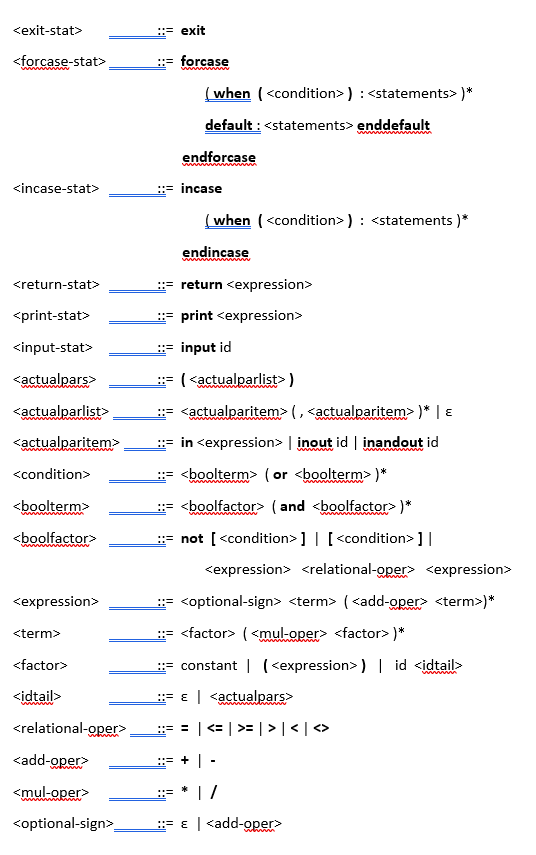 <exit-stat> ::= exit
<forcase-stat> ::= forcase
( when ( <condition> ) : <statements> )*
default : <statements> enddefault
endforcase
<incase-stat> ::= incase
( when ( <condition> ) : <statements )*
endincase
<return-stat> ::= return <expression>
<print-stat> ::= print <expression>
<input-stat> ::= input id
<actualpars> ::= ( <actualparlist> )
<actualparlist> ::= <actualparitem> ( , <actualparitem> )* | ε
<actualparitem> ::= in <expression> | inout id | inandout id
<condition> ::= <boolterm> ( or <boolterm> )*
<boolterm> ::= <boolfactor> ( and <boolfactor> )*
<boolfactor> ::= not [ <condition> ] | [ <condition> ] |
<expression> <relational-oper> <expression>
<expression> ::= <optional-sign> <term> ( <add-oper> <term>)*
<term> ::= <factor> ( <mul-oper> <factor> )*
<factor> ::= constant | ( <expression> ) | id <idtail>
<idtail> ::= ε | <actualpars>
<relational-oper> ::= = | <= | >= | > | < | <>
<add-oper> ::= + | -
<mul-oper> ::= * | /
<optional-sign> ::= ε | <add-oper>